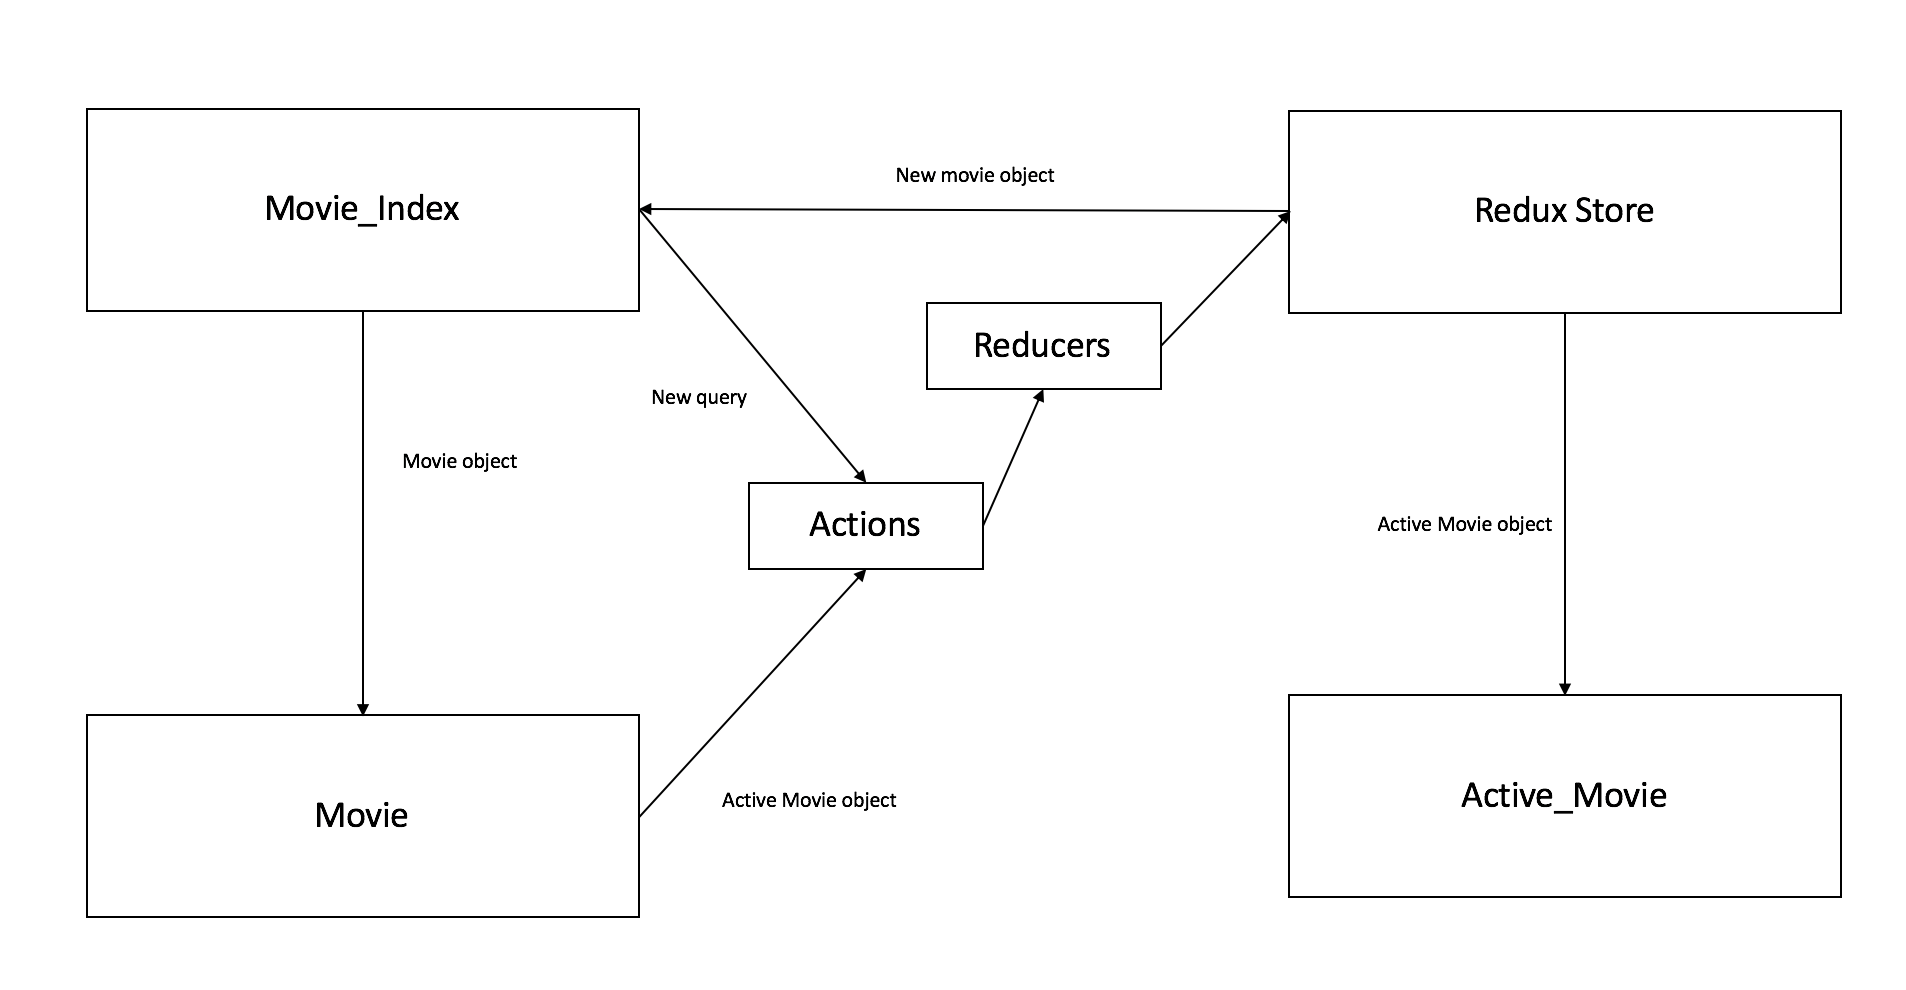 New movie object
Movie_Index
Redux Store
Reducers
New query
Movie object
Actions
Active Movie object
Active_Movie
Active Movie object
Movie